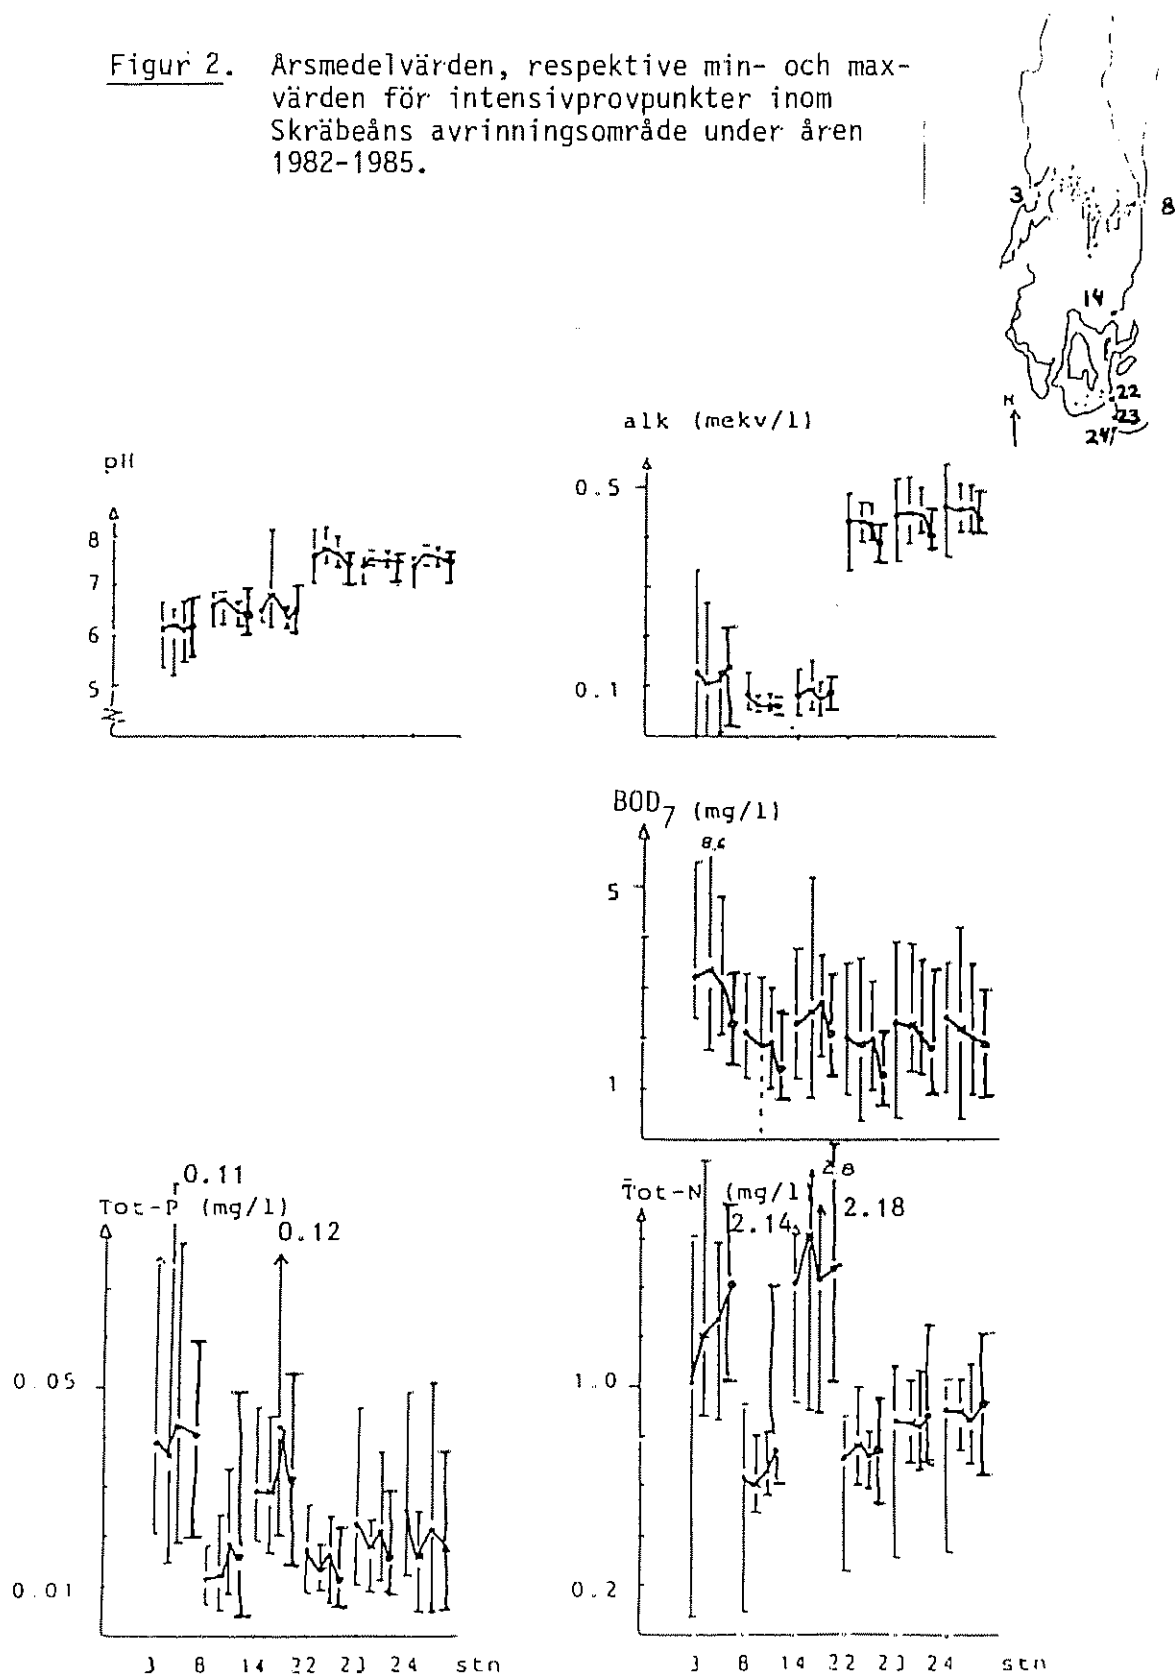 Figur 2. Årsmedelvärden, respektive min- och max-
värden för intensivprovpunkter inom
Skräbeåns avrinningsområde under åren
1982-1985.
3
8
14
22
23
24
N
pH
8
7
6
5
alk (mekv/l)
0.5
0.1
BOD7 (mg/l)
5
1
Tot-P (mg/l)
0.11
0.12
0.05
0.01
3 8 14 22 23 24 stn
Tot-N (mg/l
2.14
2.8
2.18
1.0
0.2
3 8 14 22 23 24 stn